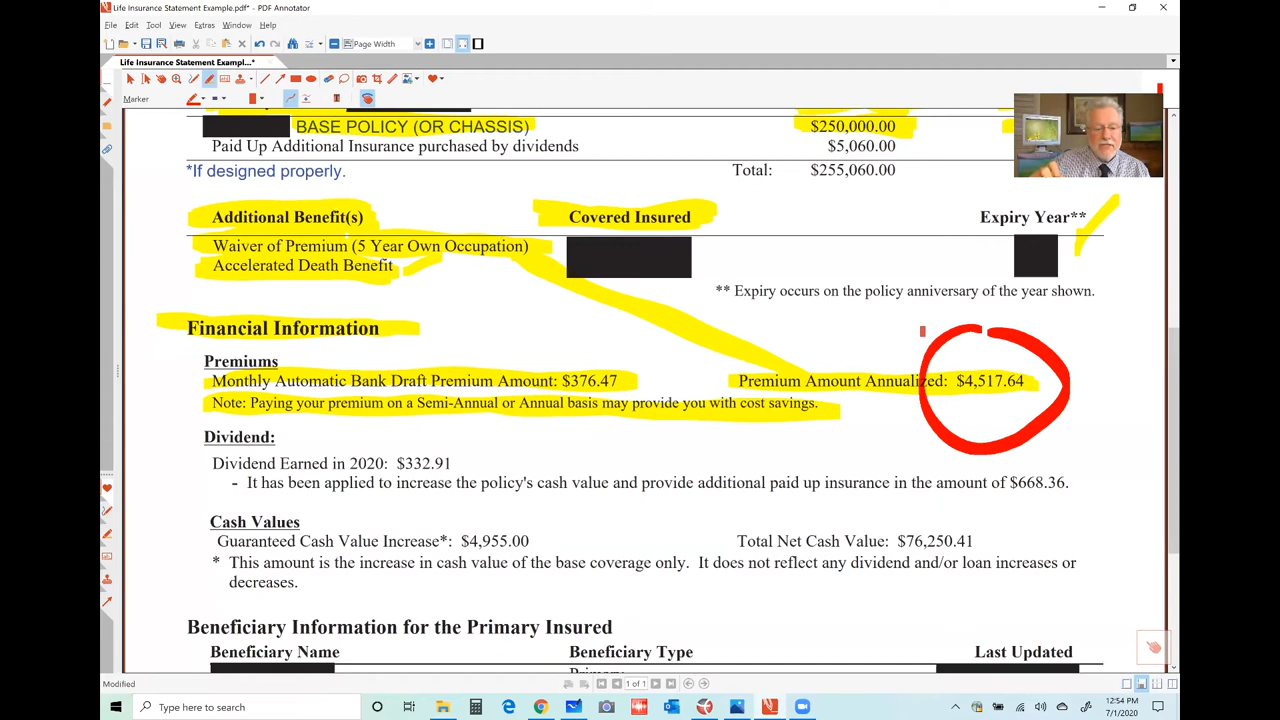 Life Insurance Statement Example.pdf* - PDF Annotator
File Edit Tool View Extras Window Help
Page Width
Life Insurance Statement Exampl...*
Marker
BASE POLICY (OR CHASSIS) $250,000.00
Paid Up Additional Insurance purchased by dividends $5,060.00
*If designed properly. Total: $255,060.00
Additional Benefit(s) Covered Insured Expiry Year**
Waiver of Premium (5 Year Own Occupation)
Accelerated Death Benefit
** Expiry occurs on the policy anniversary of the year shown.
Financial Information
Premiums
Monthly Automatic Bank Draft Premium Amount: $376.47 Premium Amount Annualized: $4,517.64
Note: Paying your premium on a Semi-Annual or Annual basis may provide you with cost savings.
Dividend:
Dividend Earned in 2020: $332.91
- It has been applied to increase the policy's cash value and provide additional paid up insurance in the amount of $668.36.
Cash Values
Guaranteed Cash Value Increase*: $4,955.00 Total Net Cash Value: $76,250.41
* This amount is the increase in cash value of the base coverage only. It does not reflect any dividend and/or loan increases or
decreases.
Beneficiary Information for the Primary Insured
Beneficiary Name Beneficiary Type Last Updated
Primary
1 of 1
Modified
Type here to search
12:54 PM
7/1/2020